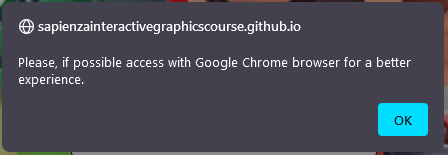 sapienzainteractivegraphicscourse.github.io
Please, if possible access with Google Chrome browser for a better
experience.
OK